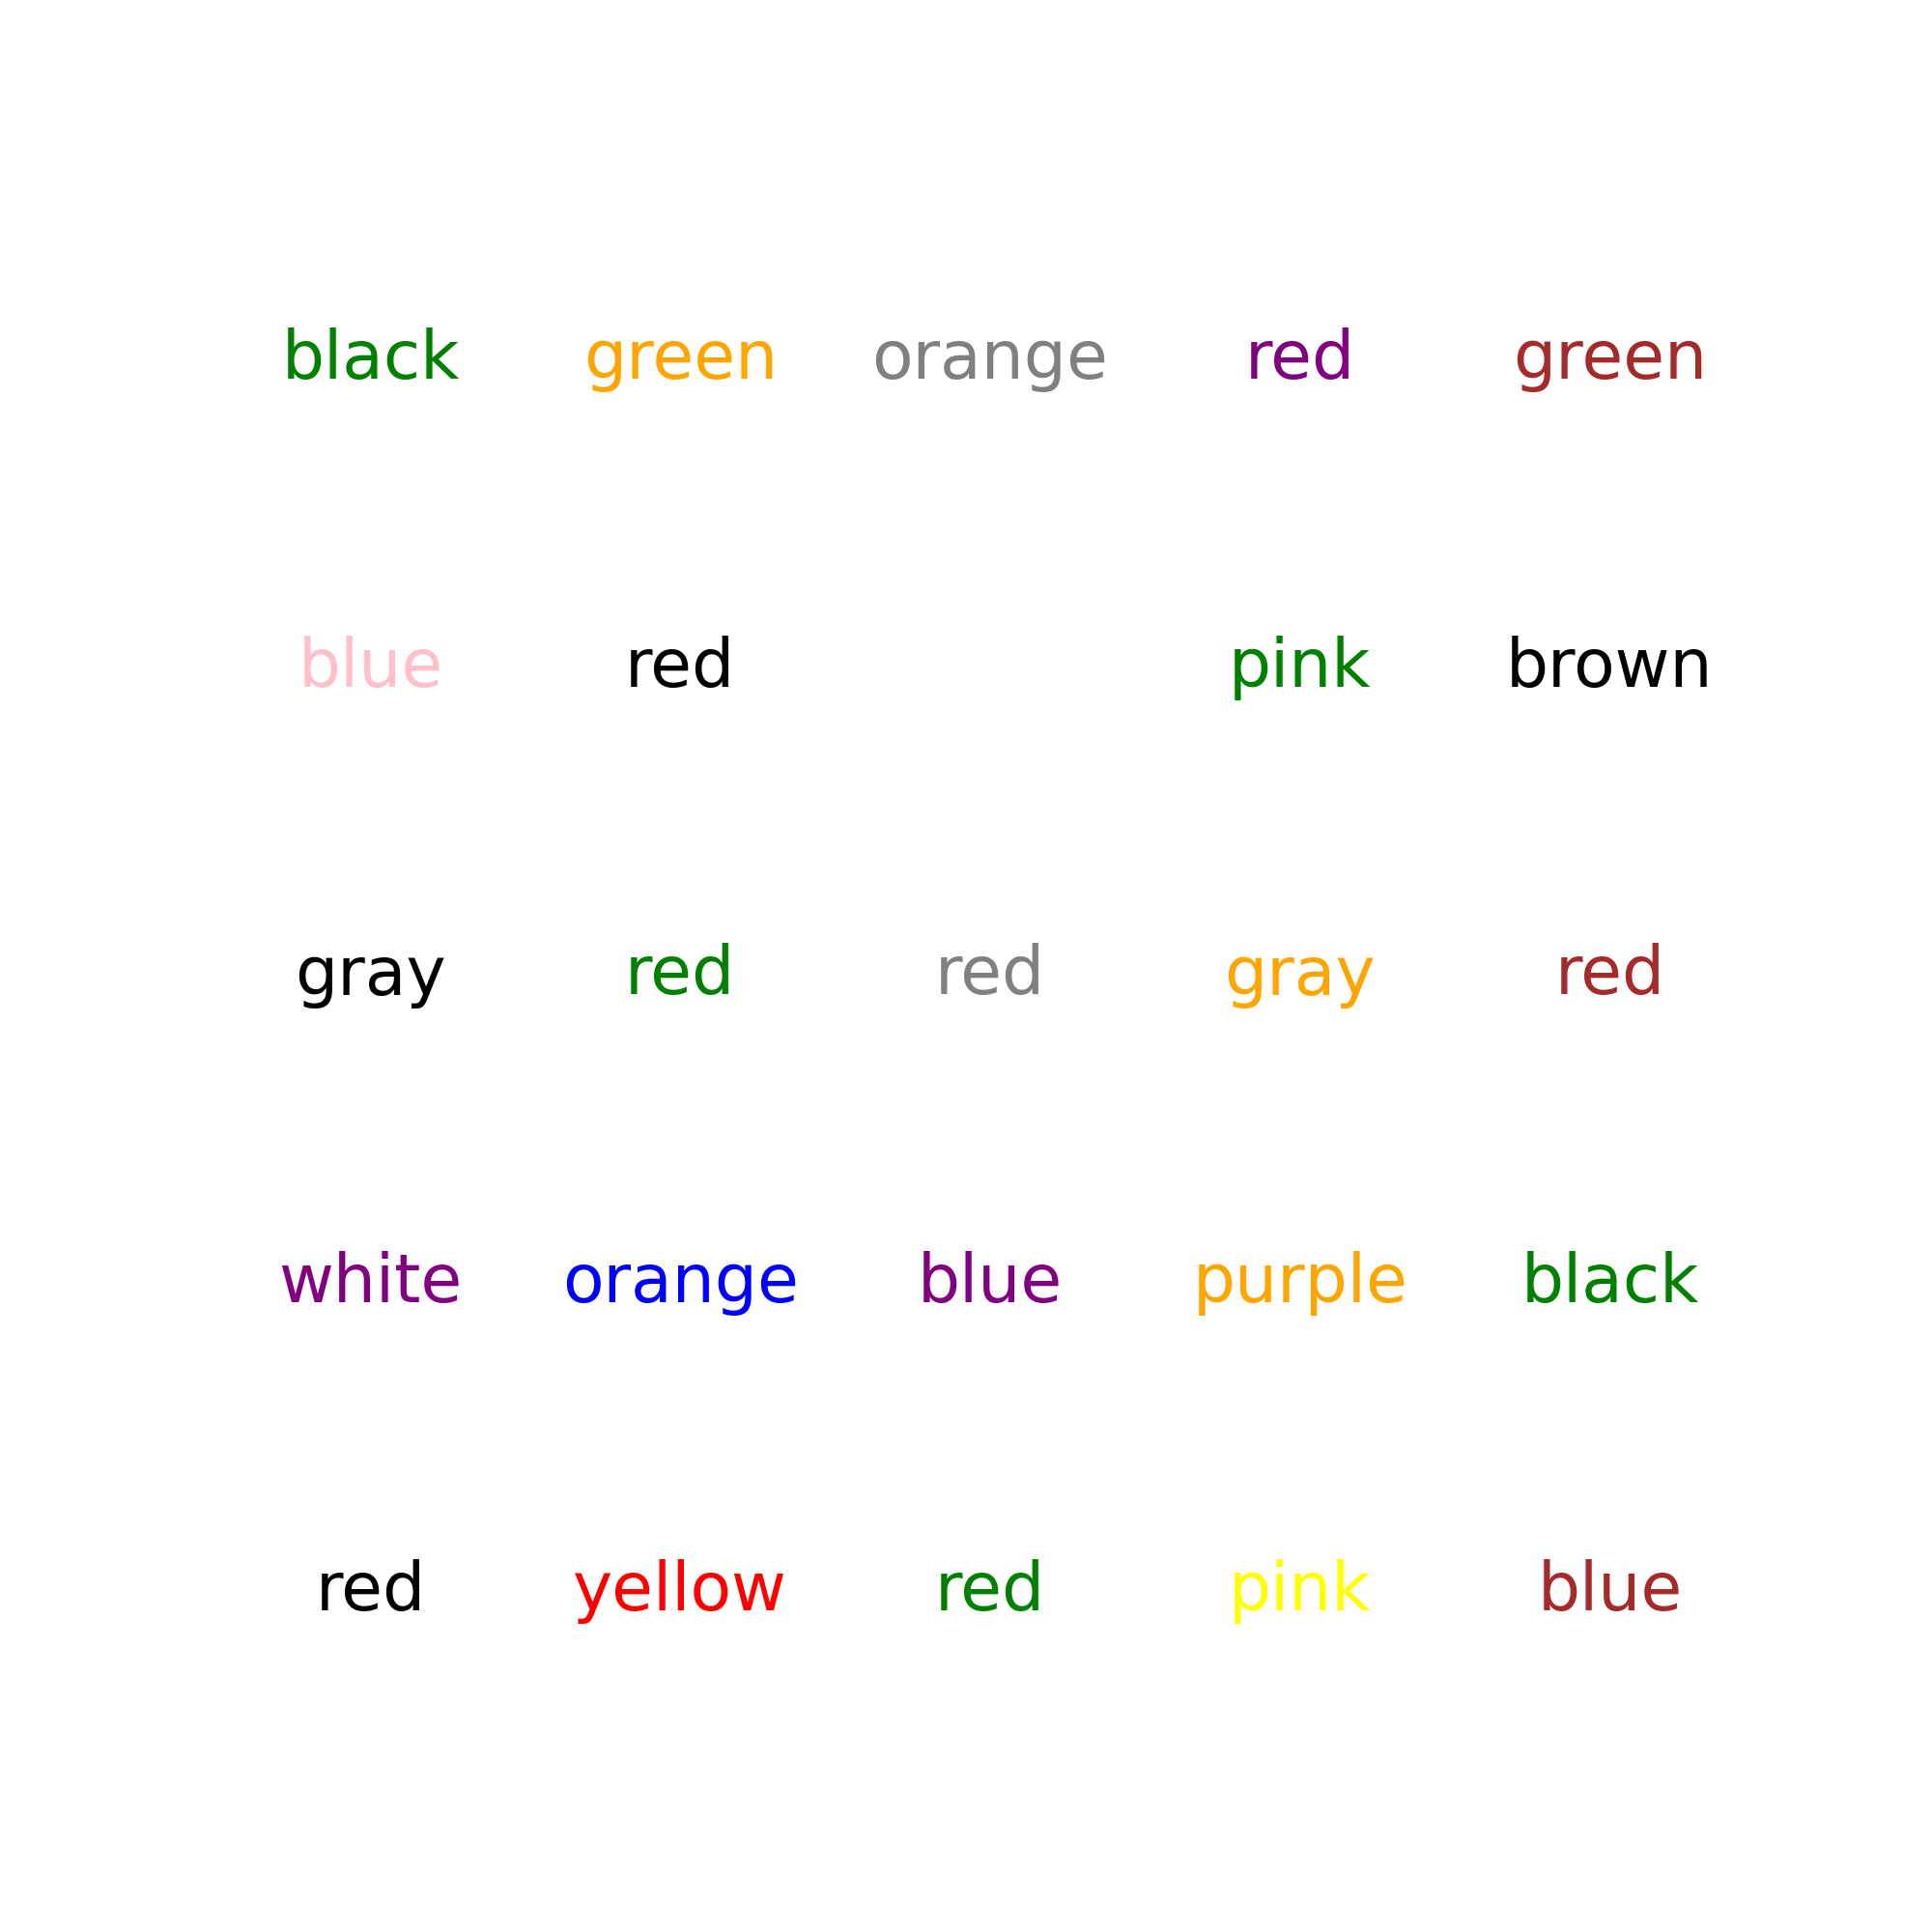 black green orange red green
blue red pink brown
gray red red gray red
white orange blue purple black
red yellow red pink blue